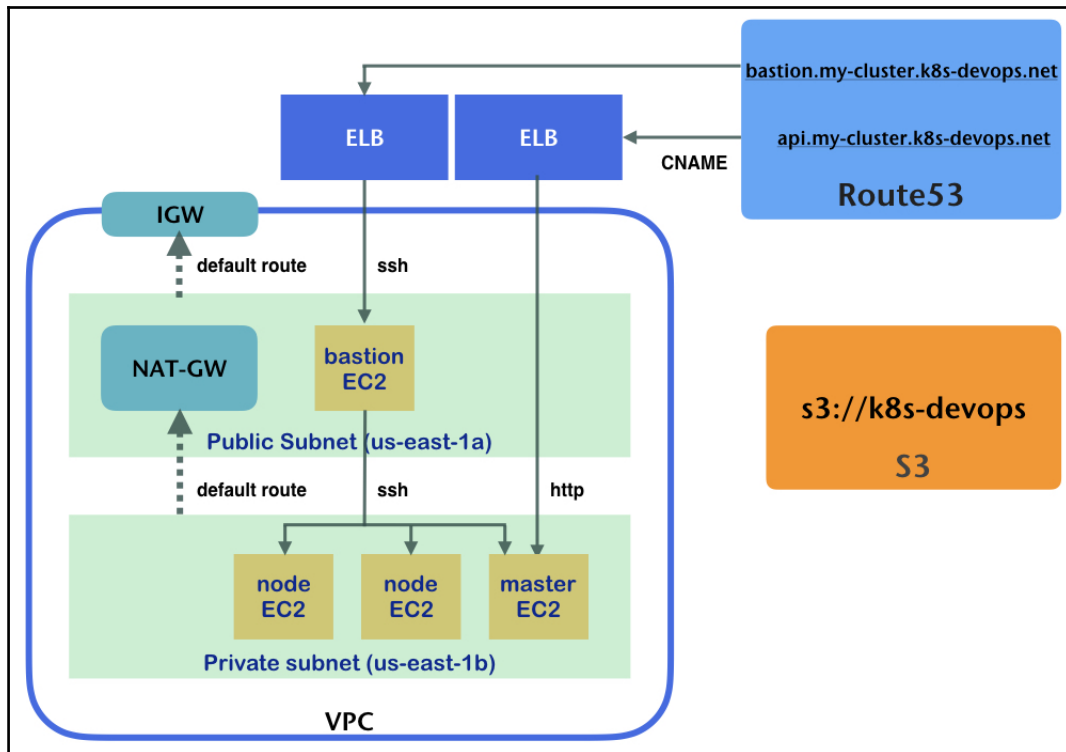 bastion.my-cluster.k8s-devops.net
ELB
ELB
api.my-cluster.k8s-devops.net
CNAME
Route53
IGW
default route
ssh
NAT-GW
bastion
EC2
Public Subnet (us-east-1a)
s3://k8s-devops
S3
default route
ssh
http
node
EC2
node
EC2
master
EC2
Private subnet (us-east-1b)
VPC